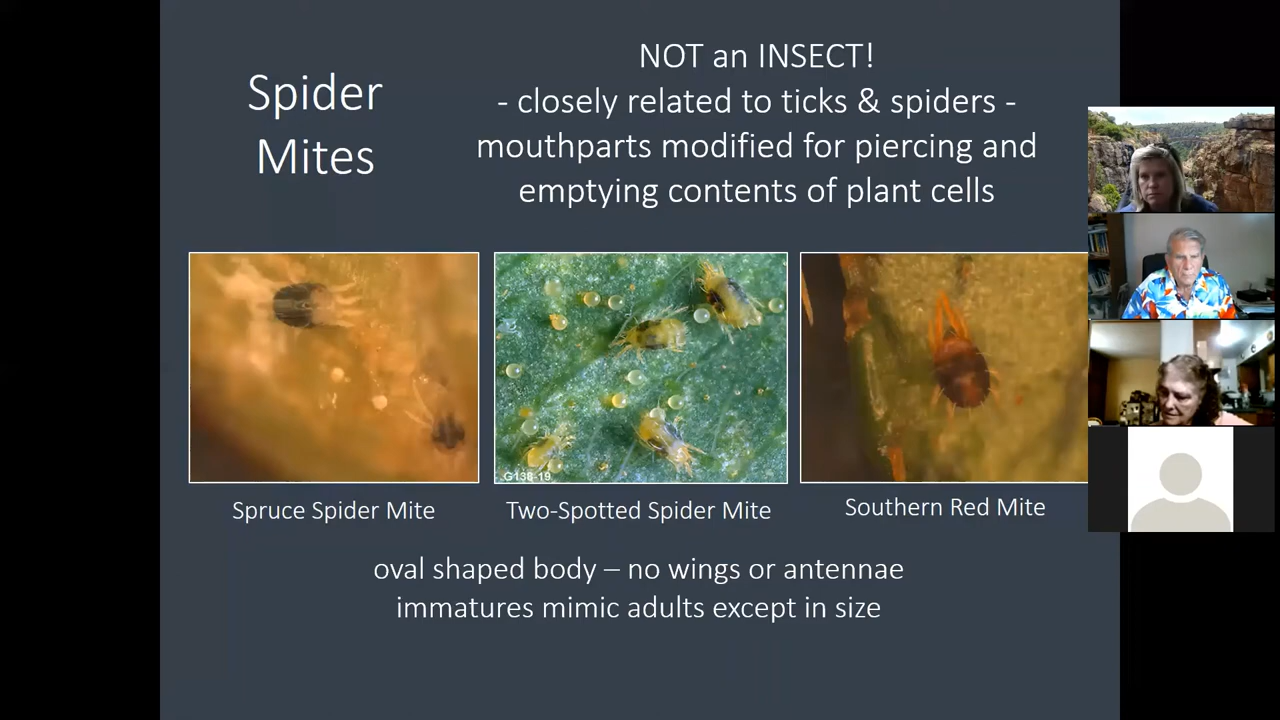 Spider
Mites
NOT an INSECT!
- closely related to ticks & spiders -
mouthparts modified for piercing and
emptying contents of plant cells
G138-19
Spruce Spider Mite
Two-Spotted Spider Mite
Southern Red Mite
oval shaped body – no wings or antennae
immatures mimic adults except in size